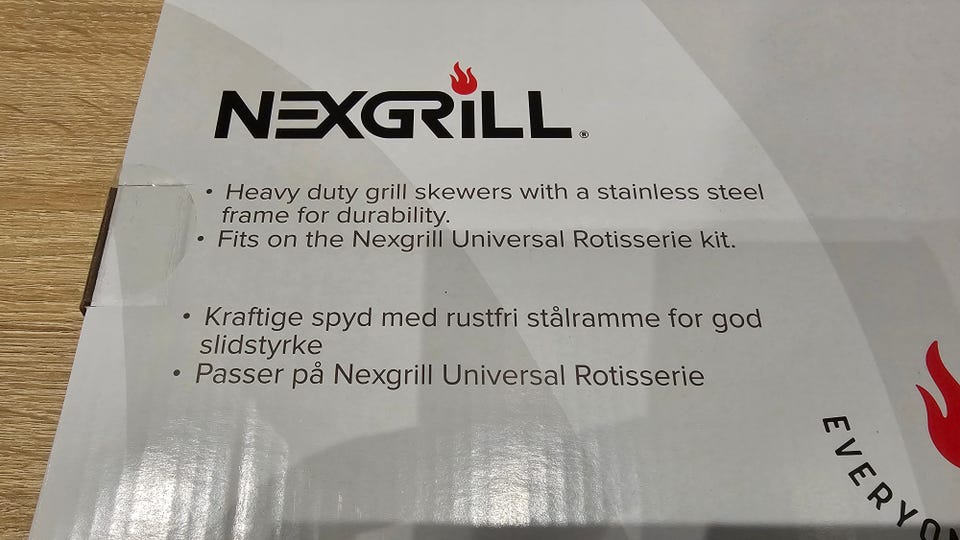 NEXGRiLL®
• Heavy duty grill skewers with a stainless steel
frame for durability.
• Fits on the Nexgrill Universal Rotisserie kit.
• Kraftige spyd med rustfri stålramme for god
slidstyrke
• Passer på Nexgrill Universal Rotisserie